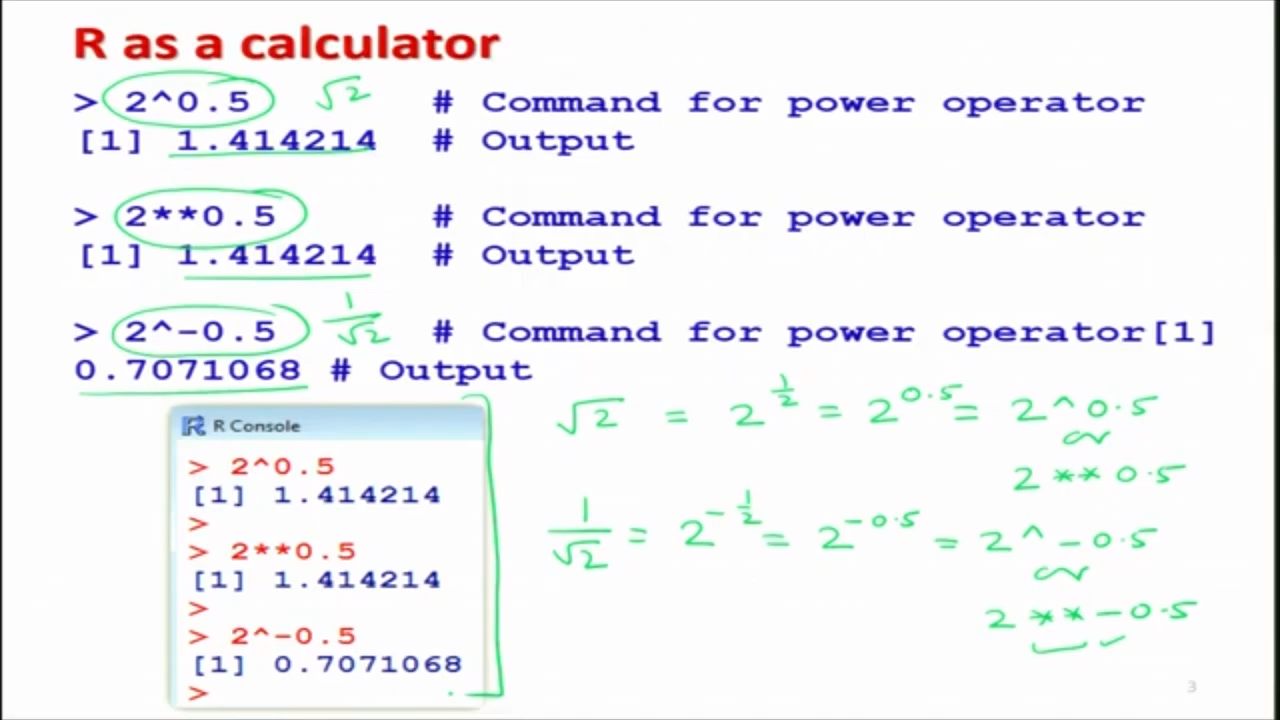 R as a calculator
> 2^0.5 √2 # Command for power operator
[1] 1.414214 # Output
> 2**0.5 # Command for power operator
[1] 1.414214 # Output
> 2^-0.5 1/√2 # Command for power operator[1]
0.7071068 # Output
R Console
> 2^0.5
[1] 1.414214
>
> 2**0.5
[1] 1.414214
>
> 2^-0.5
[1] 0.7071068
>
√2 = 2^(1/2) = 2^(0.5) = 2^0.5
or
2 ** 0.5
1/√2 = 2^(-1/2) = 2^(-0.5) = 2^-0.5
or
2 ** -0.5
3